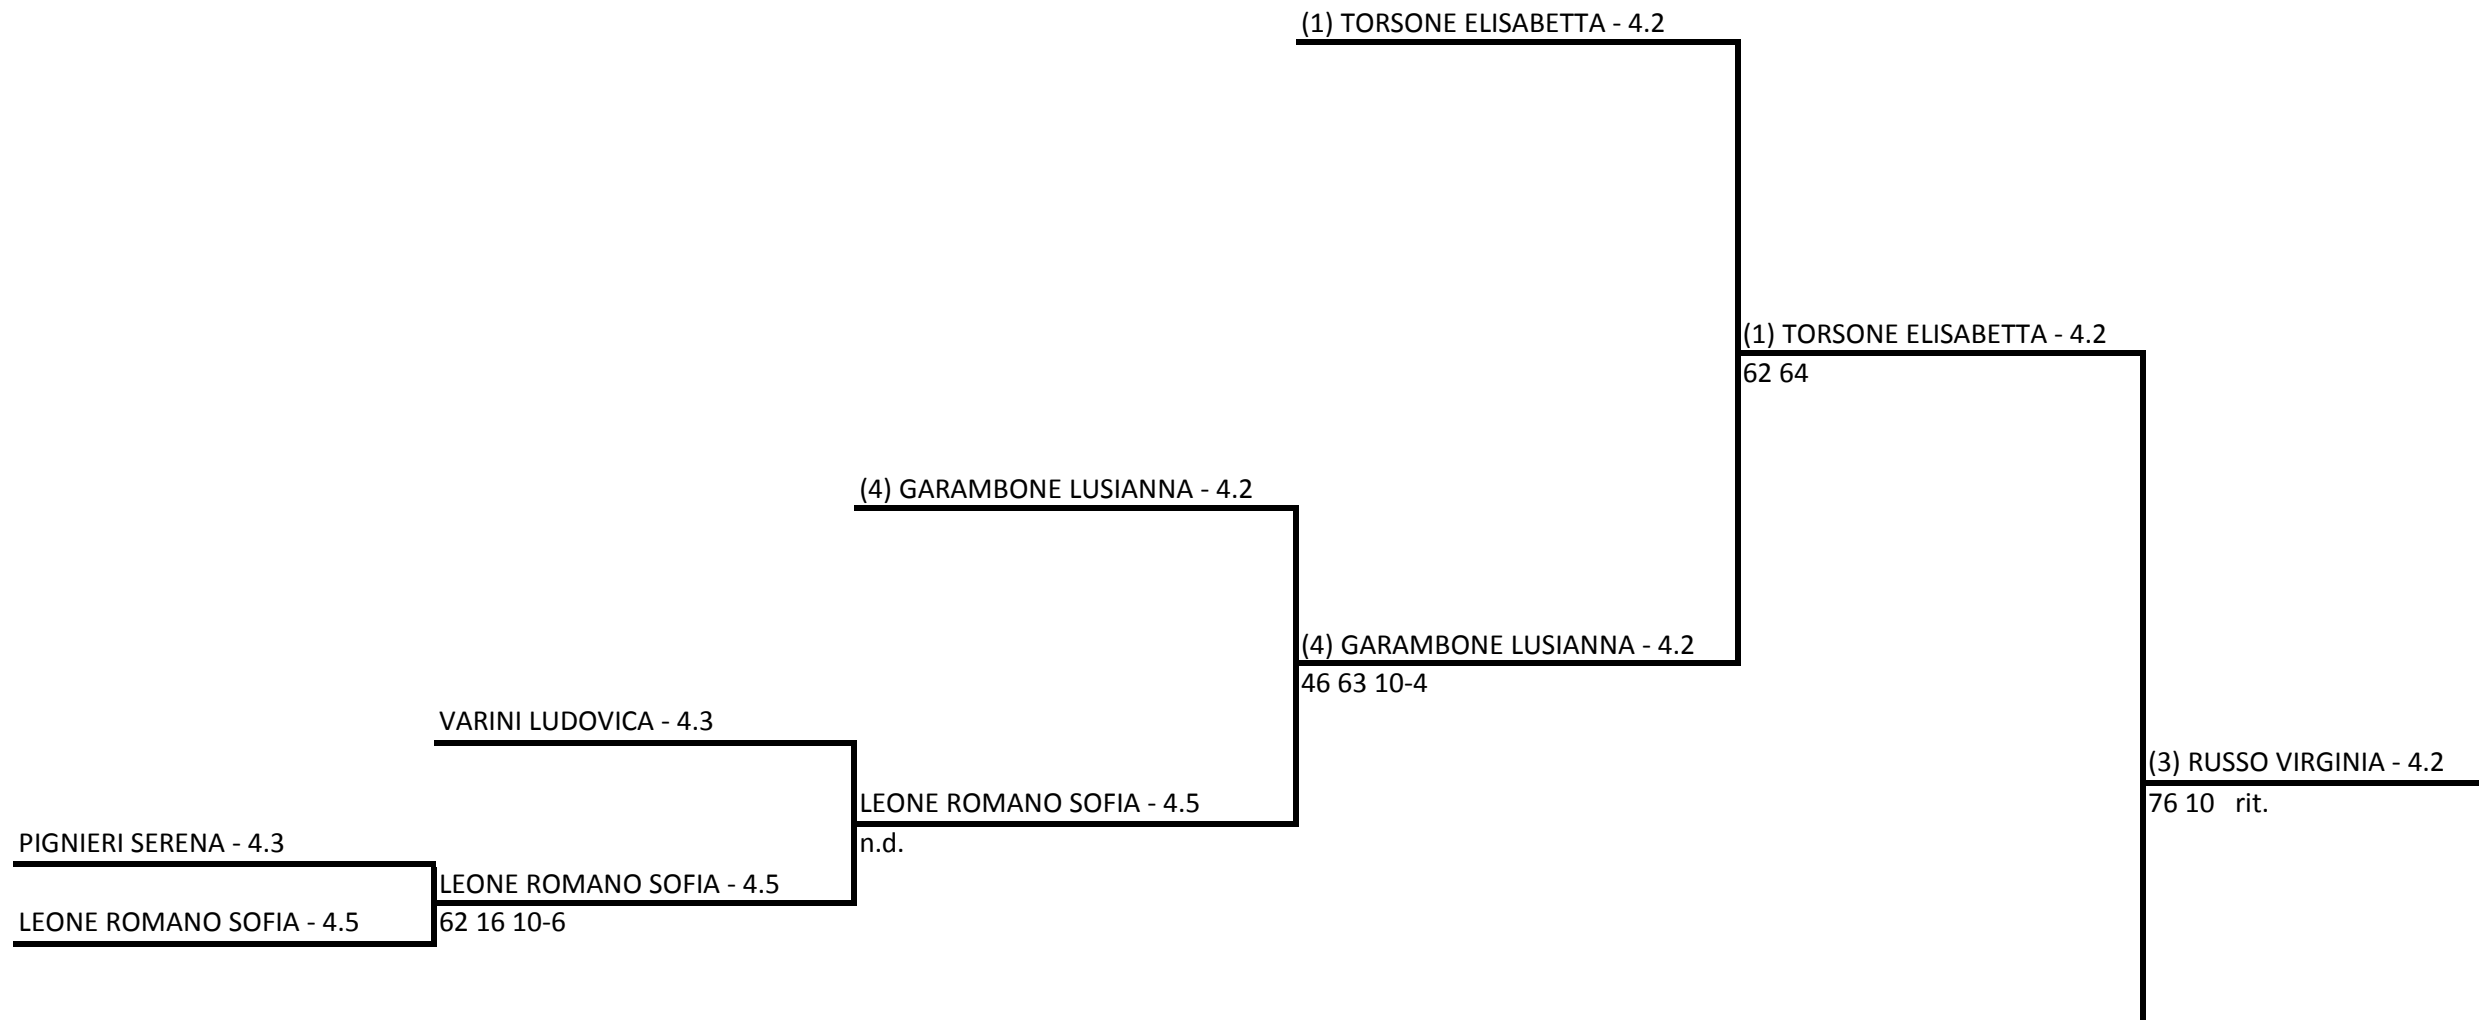 (1) TORSONE ELISABETTA - 4.2
(1) TORSONE ELISABETTA - 4.2
62 64
(4) GARAMBONE LUSIANNA - 4.2
(4) GARAMBONE LUSIANNA - 4.2
46 63 10-4
VARINI LUDOVICA - 4.3
(3) RUSSO VIRGINIA - 4.2
76 10   rit.
LEONE ROMANO SOFIA - 4.5
n.d.
PIGNIERI SERENA - 4.3
LEONE ROMANO SOFIA - 4.5
62 16 10-6
LEONE ROMANO SOFIA - 4.5